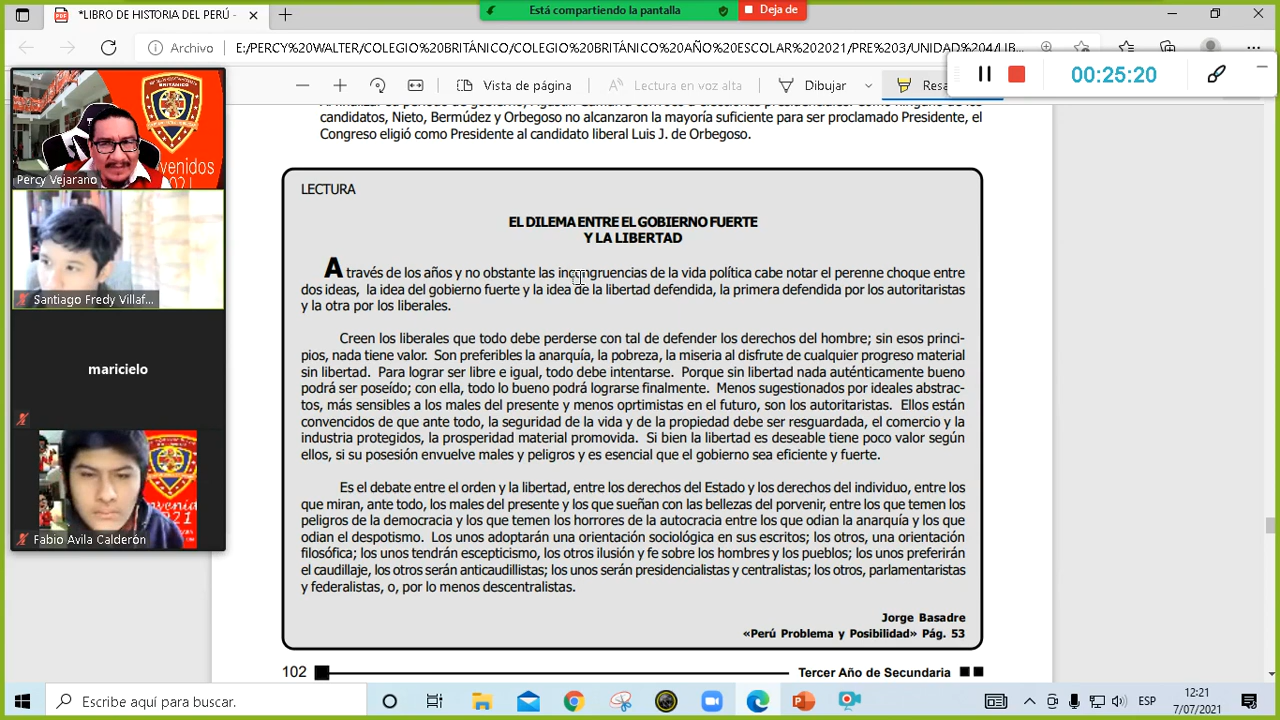 *LIBRO DE HISTORIA DEL PERÚ -
Está compartiendo la pantalla
Deja de
Archivo
E:/PERCY%20WALTER/COLEGIO%20BRITÁNICO/COLEGIO%20BRITÁNICO%20AÑO%20ESCOLAR%202021/PRE%203/UNIDAD%204/LIB...
Vista de página
Lectura en voz alta
Dibujar
Resa
00:25:20
candidatos, Nieto, Bermúdez y Orbegoso no alcanzaron la mayoría suficiente para ser proclamado Presidente, el
Congreso eligió como Presidente al candidato liberal Luis J. de Orbegoso.
BRITÁNICO
nvenidos
021
Percy Vejarano
Santiago Fredy Villaf...
maricielo
nvenid
021
Fabio Avila Calderón
LECTURA
EL DILEMA ENTRE EL GOBIERNO FUERTE
Y LA LIBERTAD
A través de los años y no obstante las incongruencias de la vida política cabe notar el perenne choque entre
dos ideas, la idea del gobierno fuerte y la idea de la libertad defendida, la primera defendida por los autoritaristas
y la otra por los liberales.
Creen los liberales que todo debe perderse con tal de defender los derechos del hombre; sin esos princi-
pios, nada tiene valor. Son preferibles la anarquía, la pobreza, la miseria al disfrute de cualquier progreso material
sin libertad. Para lograr ser libre e igual, todo debe intentarse. Porque sin libertad nada auténticamente bueno
podrá ser poseído; con ella, todo lo bueno podrá lograrse finalmente. Menos sugestionados por ideales abstrac-
tos, más sensibles a los males del presente y menos oprtimistas en el futuro, son los autoritaristas. Ellos están
convencidos de que ante todo, la seguridad de la vida y de la propiedad debe ser resguardada, el comercio y la
industria protegidos, la prosperidad material promovida. Si bien la libertad es deseable tiene poco valor según
ellos, si su posesión envuelve males y peligros y es esencial que el gobierno sea eficiente y fuerte.
Es el debate entre el orden y la libertad, entre los derechos del Estado y los derechos del individuo, entre los
que miran, ante todo, los males del presente y los que sueñan con las bellezas del porvenir, entre los que temen los
peligros de la democracia y los que temen los horrores de la autocracia entre los que odian la anarquía y los que
odian el despotismo. Los unos adoptarán una orientación sociológica en sus escritos; los otros, una orientación
filosófica; los unos tendrán escepticismo, los otros ilusión y fe sobre los hombres y los pueblos; los unos preferirán
el caudillaje, los otros serán anticaudillistas; los unos serán presidencialistas y centralistas; los otros, parlamentaristas
y federalistas, o, por lo menos descentralistas.
Jorge Basadre
«Perú Problema y Posibilidad» Pág. 53
102
Tercer Año de Secundaria
Escribe aquí para buscar.
ESP
12:21
7/07/2021